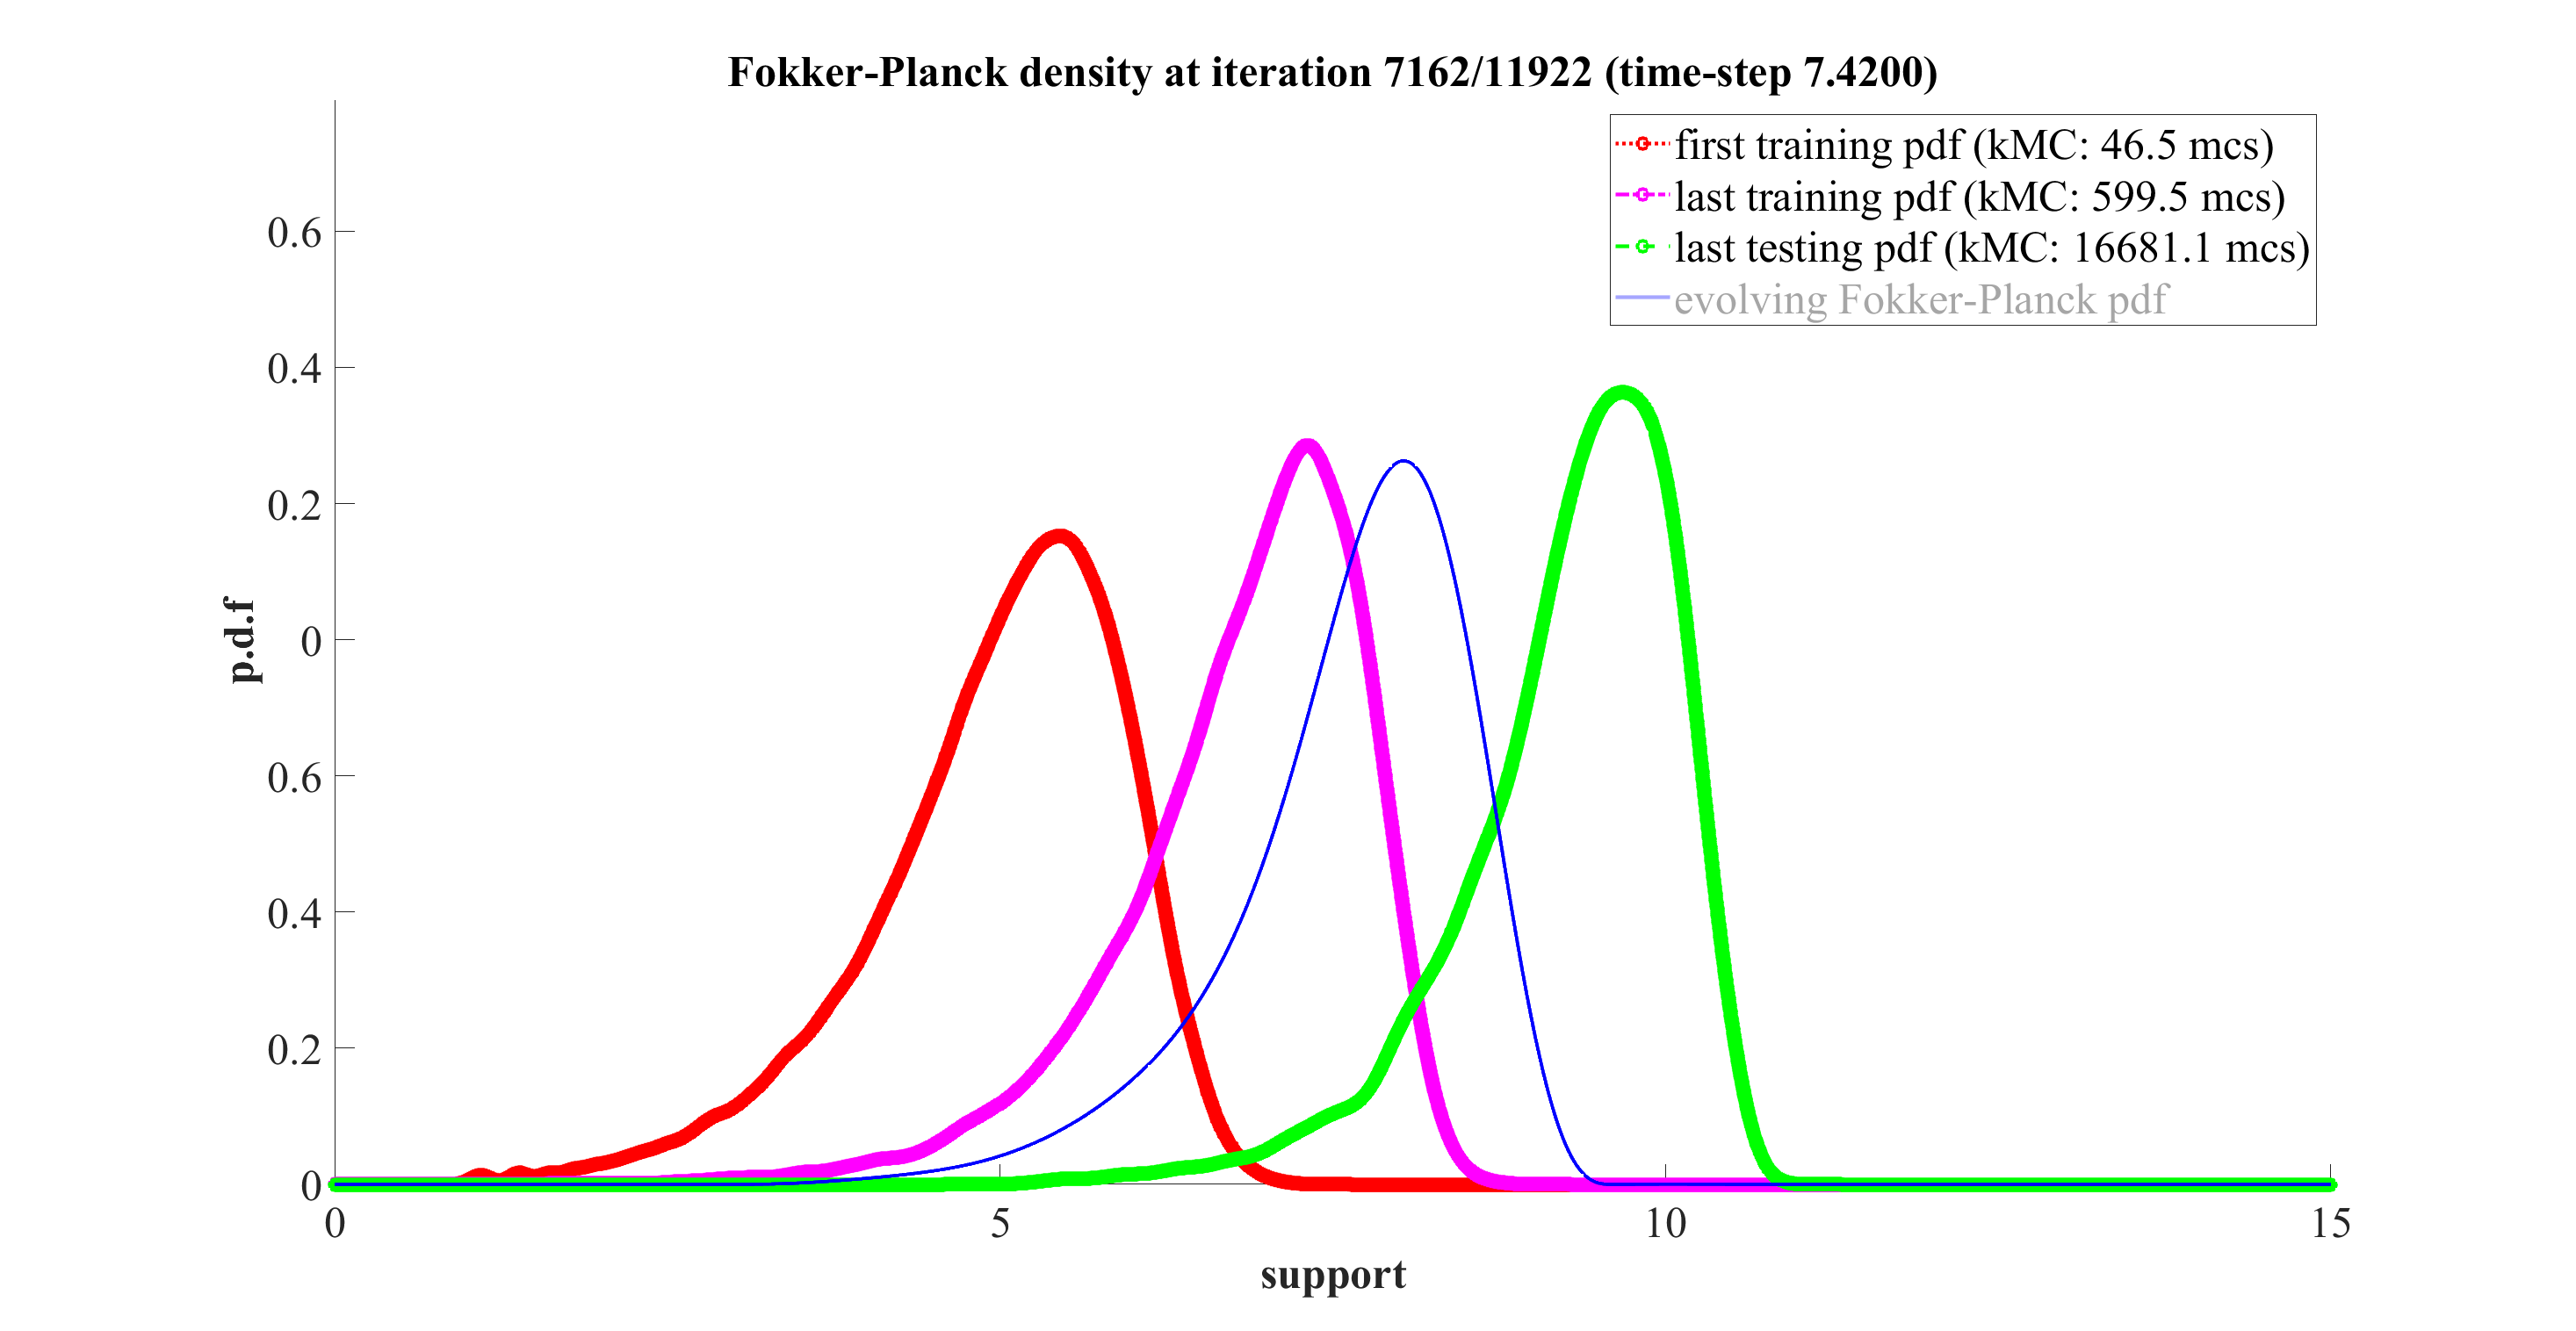 Fokker-Planck density at iteration 7162/11922 (time-step 7.4200)
first training pdf (kMC: 46.5 mcs)
last training pdf (kMC: 599.5 mcs)
last testing pdf (kMC: 16681.1 mcs)
evolving Fokker-Planck pdf
0.6
0.4
0.2
0
0.6
0.4
0.2
0
p.d.f
0
5
10
15
support